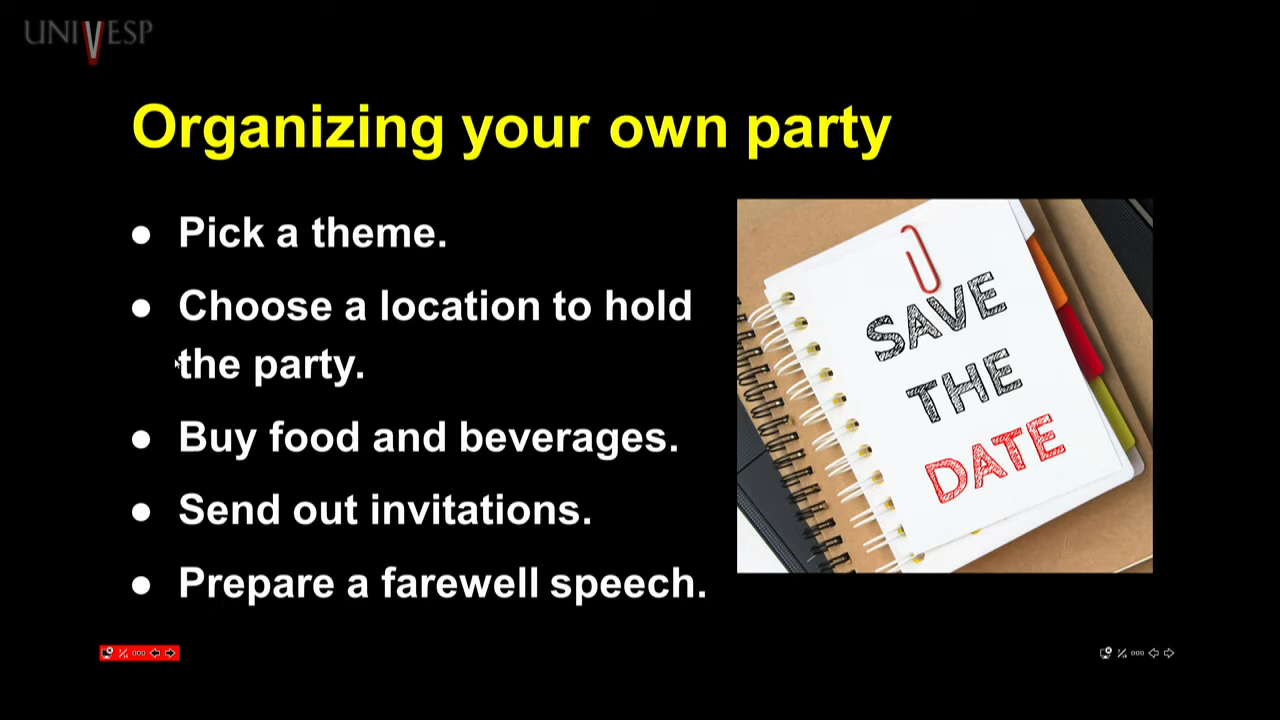 UNIVESP
Organizing your own party
● Pick a theme.
● Choose a location to hold
the party.
● Buy food and beverages.
● Send out invitations.
● Prepare a farewell speech.
SAVE
THE
DATE